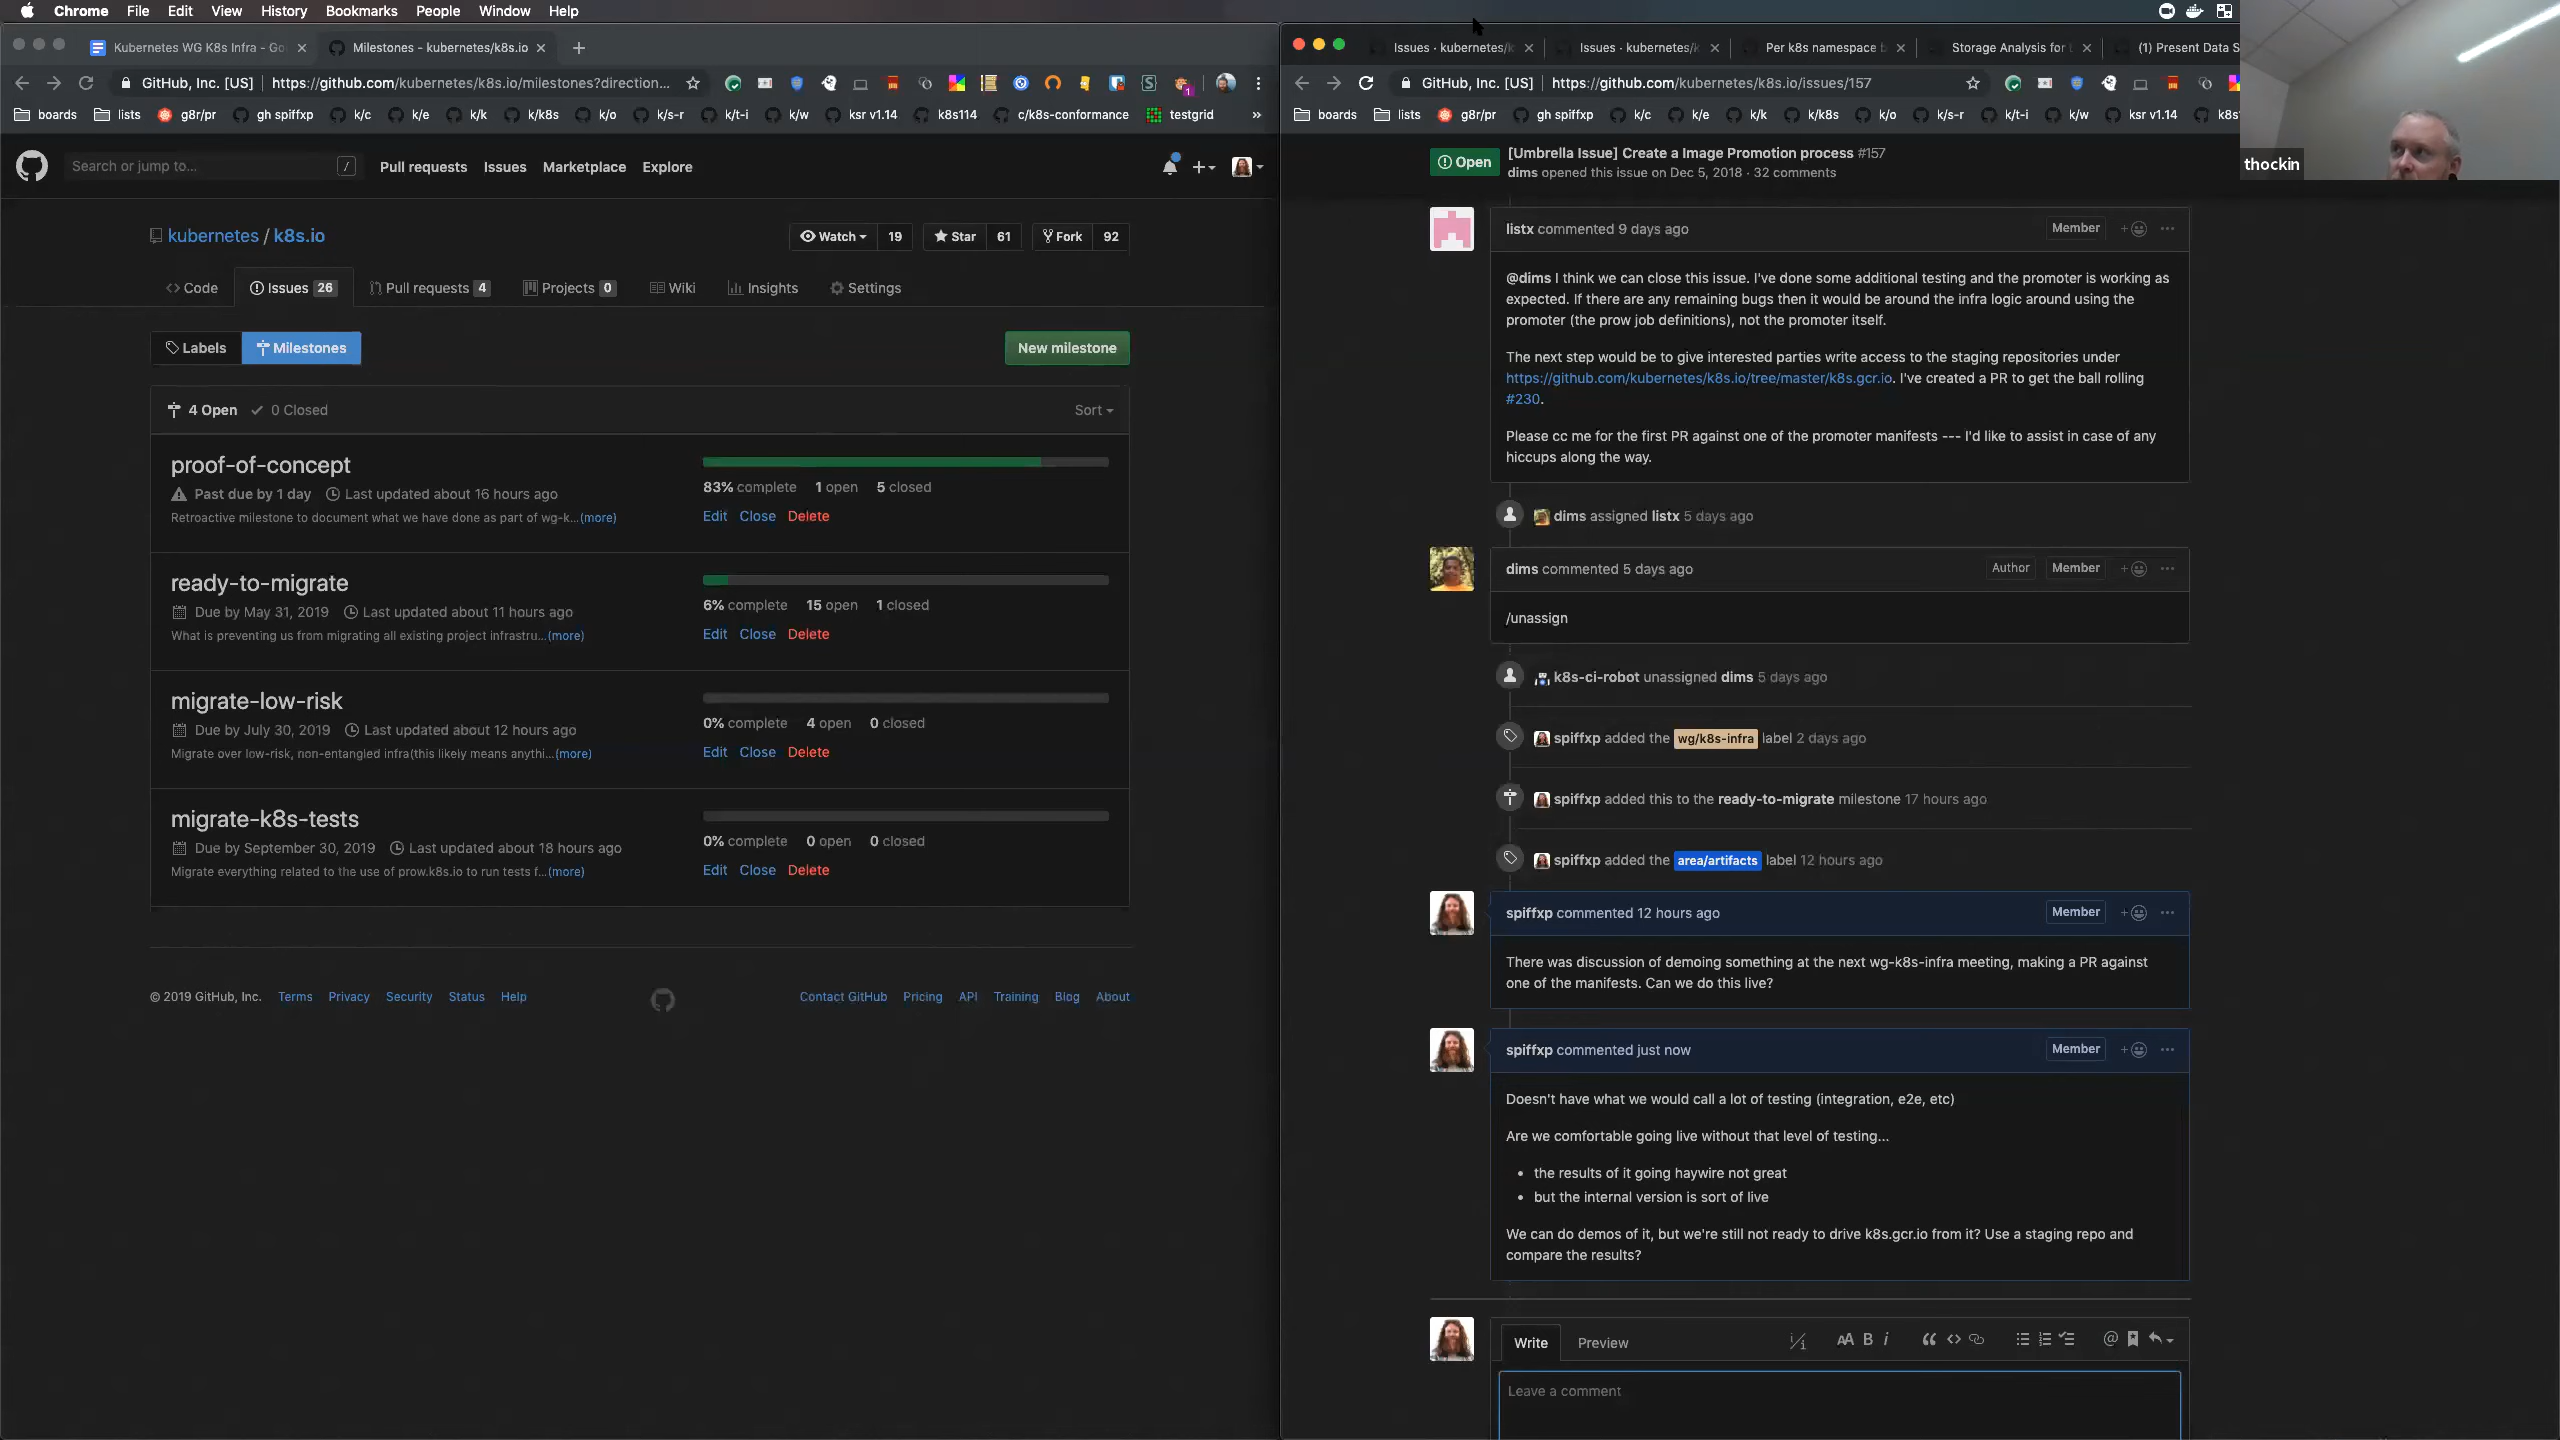 Chrome File Edit View History Bookmarks People Window Help
Kubernetes WG K8s Infra - Go
Milestones - kubernetes/k8s.io
GitHub, Inc. [US] | https://github.com/kubernetes/k8s.io/milestones?direction...
boards lists g8r/pr gh spiffxp k/c k/e k/k k/k8s k/o k/s-r k/t-i k/w ksr v1.14 k8s114 c/k8s-conformance testgrid »
Search or jump to... /
Pull requests Issues Marketplace Explore
kubernetes / k8s.io
Watch 19 Star 61 Fork 92
Code Issues 26 Pull requests 4 Projects 0 Wiki Insights Settings
Labels Milestones
New milestone
4 Open 0 Closed
Sort
proof-of-concept
Past due by 1 day Last updated about 16 hours ago
Retroactive milestone to document what we have done as part of wg-k...(more)
83% complete 1 open 5 closed
Edit Close Delete
ready-to-migrate
Due by May 31, 2019 Last updated about 11 hours ago
What is preventing us from migrating all existing project infrastru...(more)
6% complete 15 open 1 closed
Edit Close Delete
migrate-low-risk
Due by July 30, 2019 Last updated about 12 hours ago
Migrate over low-risk, non-entangled infra(this likely means anythi...(more)
0% complete 4 open 0 closed
Edit Close Delete
migrate-k8s-tests
Due by September 30, 2019 Last updated about 18 hours ago
Migrate everything related to the use of prow.k8s.io to run tests f...(more)
0% complete 0 open 0 closed
Edit Close Delete
© 2019 GitHub, Inc. Terms Privacy Security Status Help
Contact GitHub Pricing API Training Blog About
Issues · kubernetes/k
Issues · kubernetes/k
Per k8s namespace b
Storage Analysis for
(1) Present Data S
GitHub, Inc. [US] | https://github.com/kubernetes/k8s.io/issues/157
boards lists g8r/pr gh spiffxp k/c k/e k/k k/k8s k/o k/s-r k/t-i k/w ksr v1.14 k8s
thockin
Open
[Umbrella Issue] Create a Image Promotion process #157
dims opened this issue on Dec 5, 2018 · 32 comments
listx commented 9 days ago
Member
@dims I think we can close this issue. I've done some additional testing and the promoter is working as
expected. If there are any remaining bugs then it would be around the infra logic around using the
promoter (the prow job definitions), not the promoter itself.
The next step would be to give interested parties write access to the staging repositories under
https://github.com/kubernetes/k8s.io/tree/master/k8s.gcr.io. I've created a PR to get the ball rolling
#230.
Please cc me for the first PR against one of the promoter manifests --- I'd like to assist in case of any
hiccups along the way.
dims assigned listx 5 days ago
dims commented 5 days ago
Author Member
/unassign
k8s-ci-robot unassigned dims 5 days ago
spiffxp added the wg/k8s-infra label 2 days ago
spiffxp added this to the ready-to-migrate milestone 17 hours ago
spiffxp added the area/artifacts label 12 hours ago
spiffxp commented 12 hours ago
Member
There was discussion of demoing something at the next wg-k8s-infra meeting, making a PR against
one of the manifests. Can we do this live?
spiffxp commented just now
Member
Doesn't have what we would call a lot of testing (integration, e2e, etc)
Are we comfortable going live without that level of testing...
• the results of it going haywire not great
• but the internal version is sort of live
We can do demos of it, but we're still not ready to drive k8s.gcr.io from it? Use a staging repo and
compare the results?
Write Preview
Leave a comment